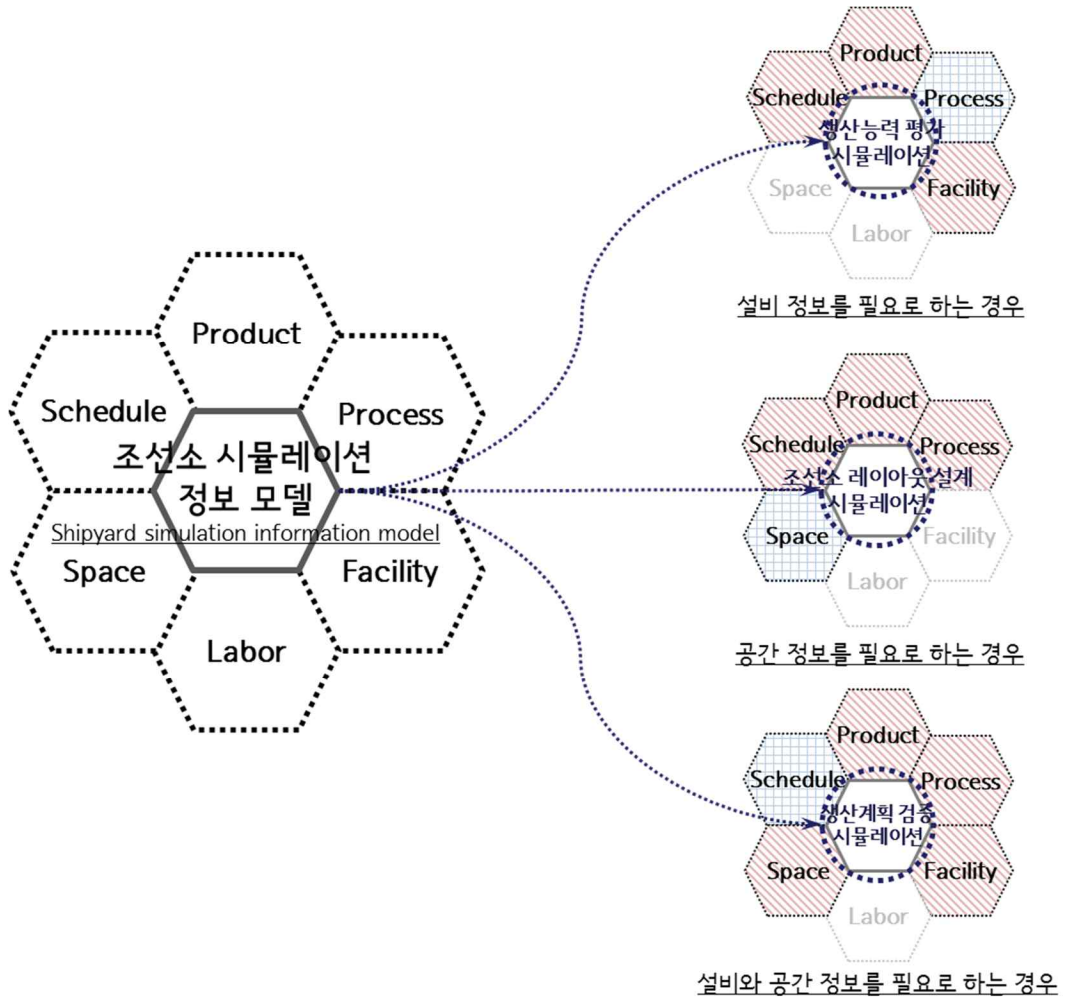 Product
Schedule
Process
조선소 시뮬레이션
정보 모델
Shipyard simulation information model
Space
Facility
Labor
Product
Schedule
Process
생산능력 평가
시뮬레이션
Space
Facility
Labor
설비 정보를 필요로 하는 경우
Product
Schedule
Process
조선소 레이아웃 설계
시뮬레이션
Space
Facility
Labor
공간 정보를 필요로 하는 경우
Product
Schedule
Process
생산계획 검증
시뮬레이션
Space
Facility
Labor
설비와 공간 정보를 필요로 하는 경우